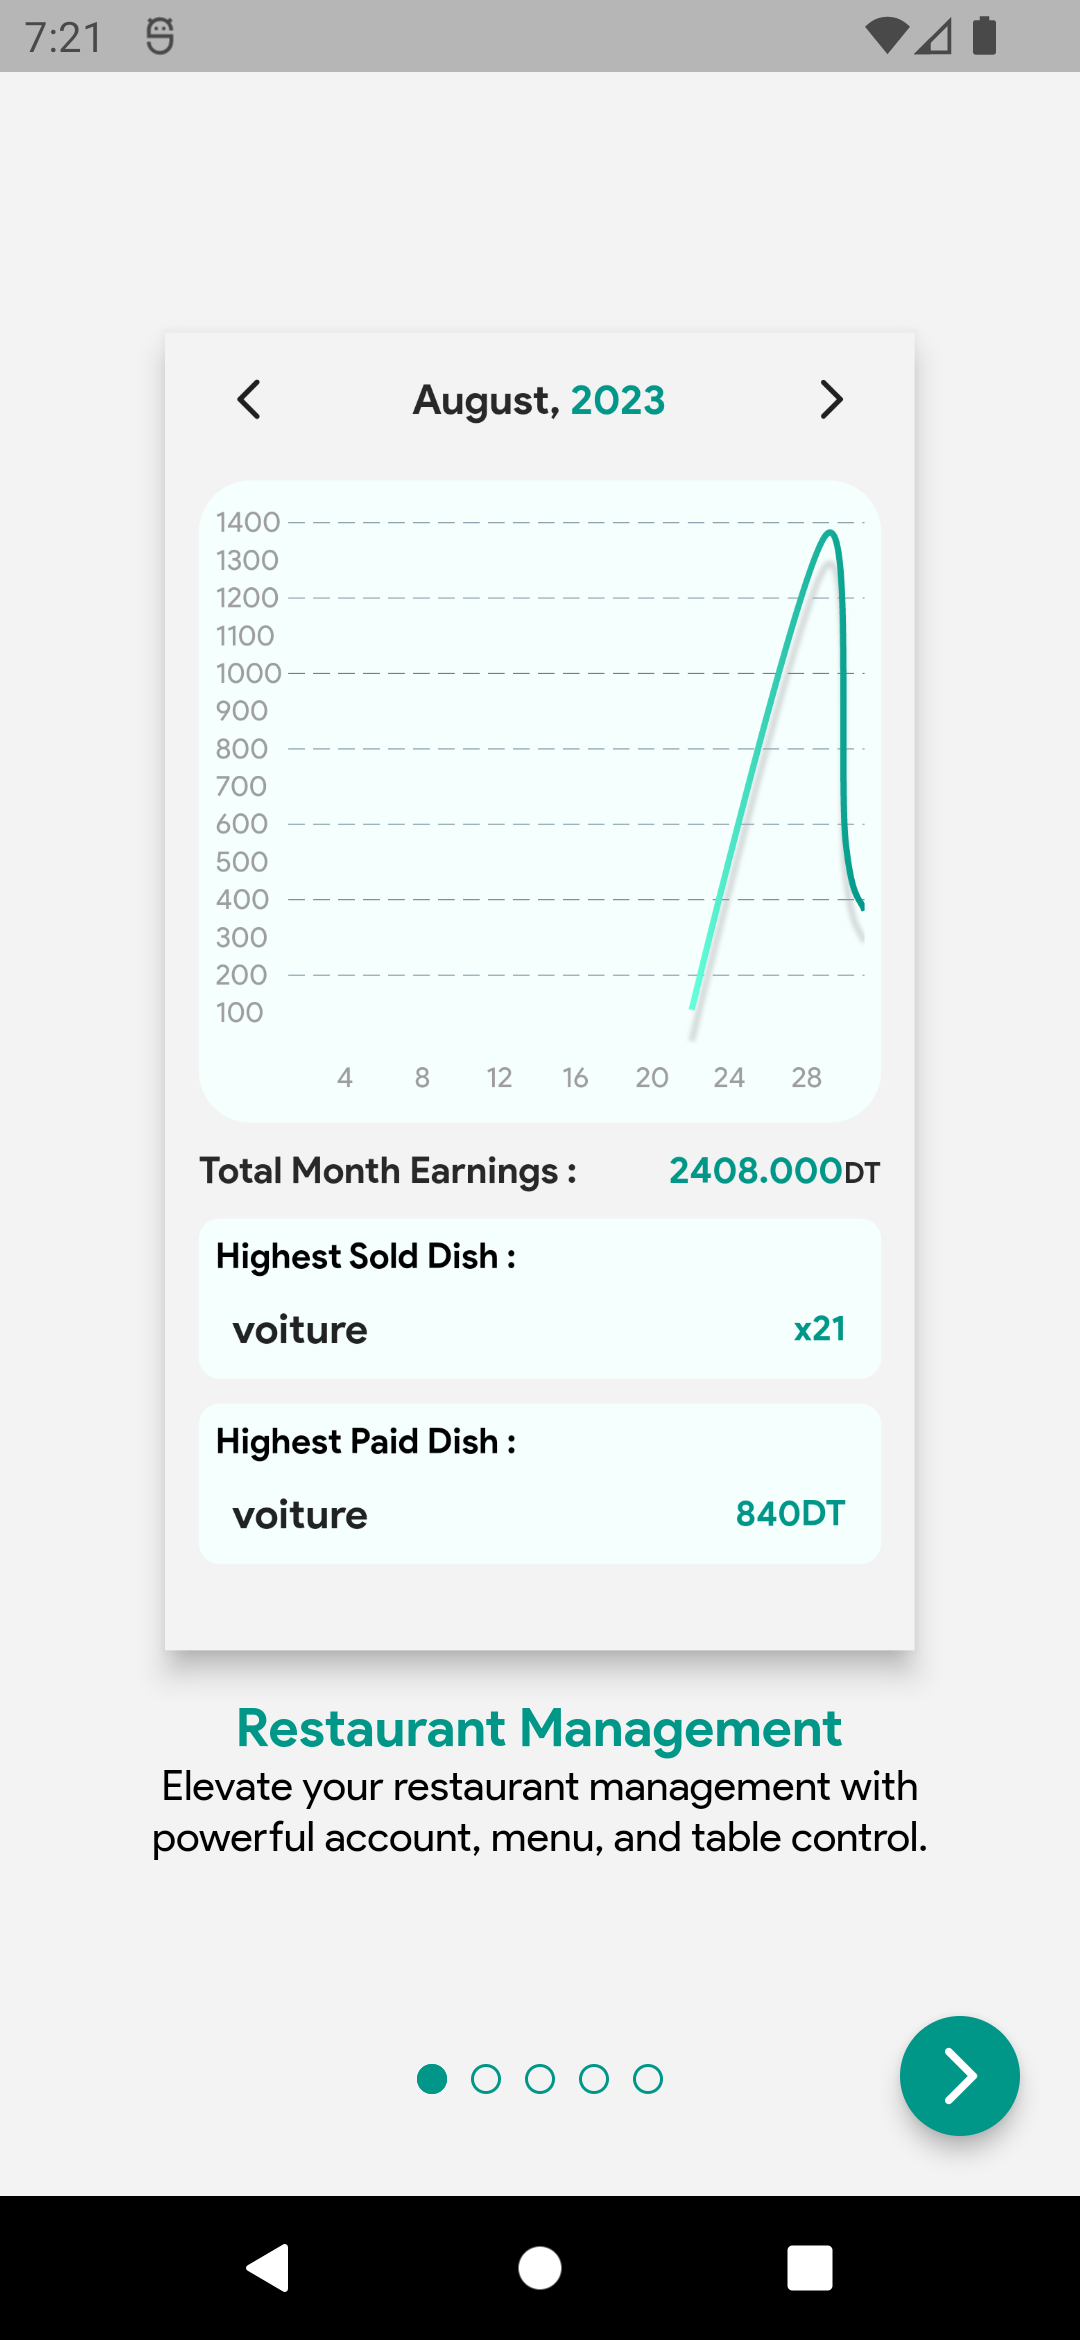 7:21
August, 2023
1400
1300
1200
1100
1000
900
800
700
600
500
400
300
200
100
4 8 12 16 20 24 28
Total Month Earnings : 2408.000DT
Highest Sold Dish :
voiture x21
Highest Paid Dish :
voiture 840DT
Restaurant Management
Elevate your restaurant management with
powerful account, menu, and table control.